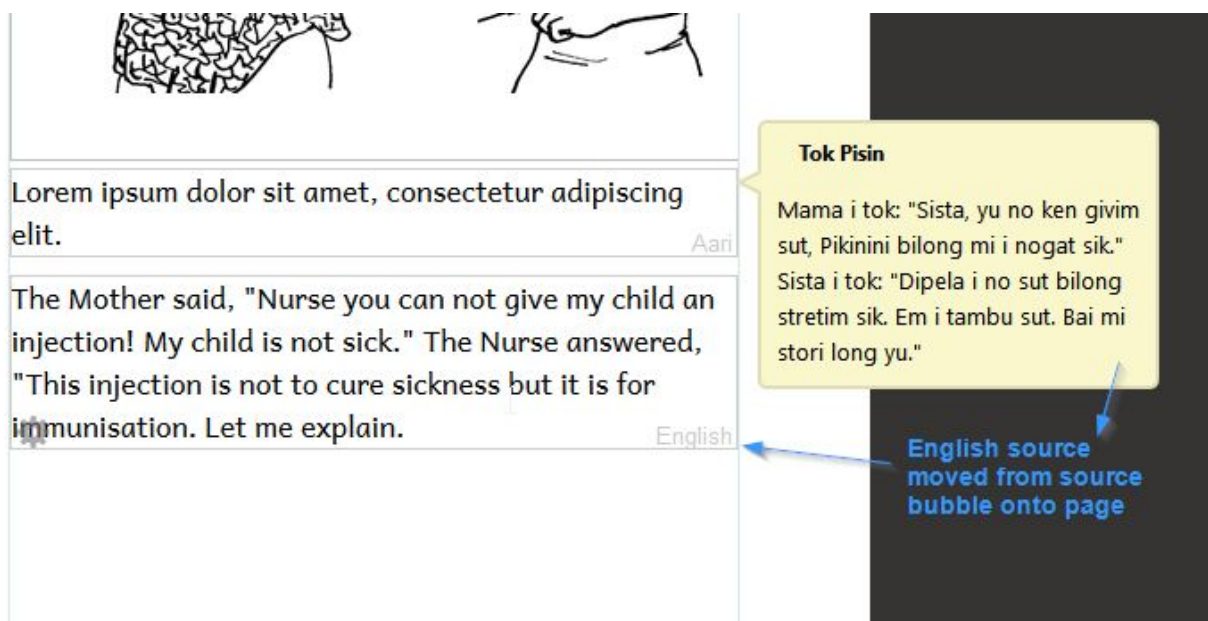 Lorem ipsum dolor sit amet, consectetur adipiscing
elit.
Aari
The Mother said, "Nurse you can not give my child an
injection! My child is not sick." The Nurse answered,
"This injection is not to cure sickness but it is for
immunisation. Let me explain.
English
Tok Pisin
Mama i tok: "Sista, yu no ken givim
sut, Pikinini bilong mi i nogat sik."
Sista i tok: "Dipela i no sut bilong
stretim sik. Em i tambu sut. Bai mi
stori long yu."
English source
moved from source
bubble onto page